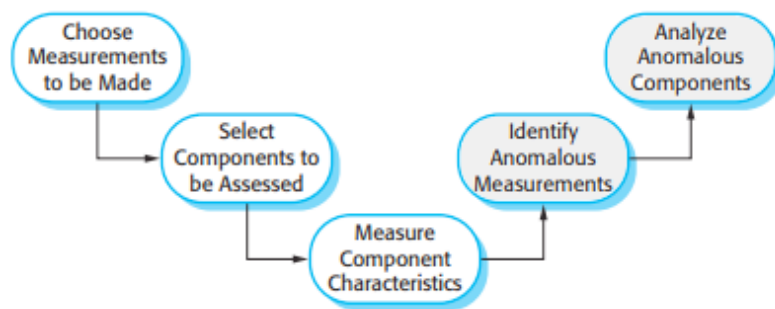 Choose
Measurements
to be Made
Select
Components to
be Assessed
Measure
Component
Characteristics
Identify
Anomalous
Measurements
Analyze
Anomalous
Components